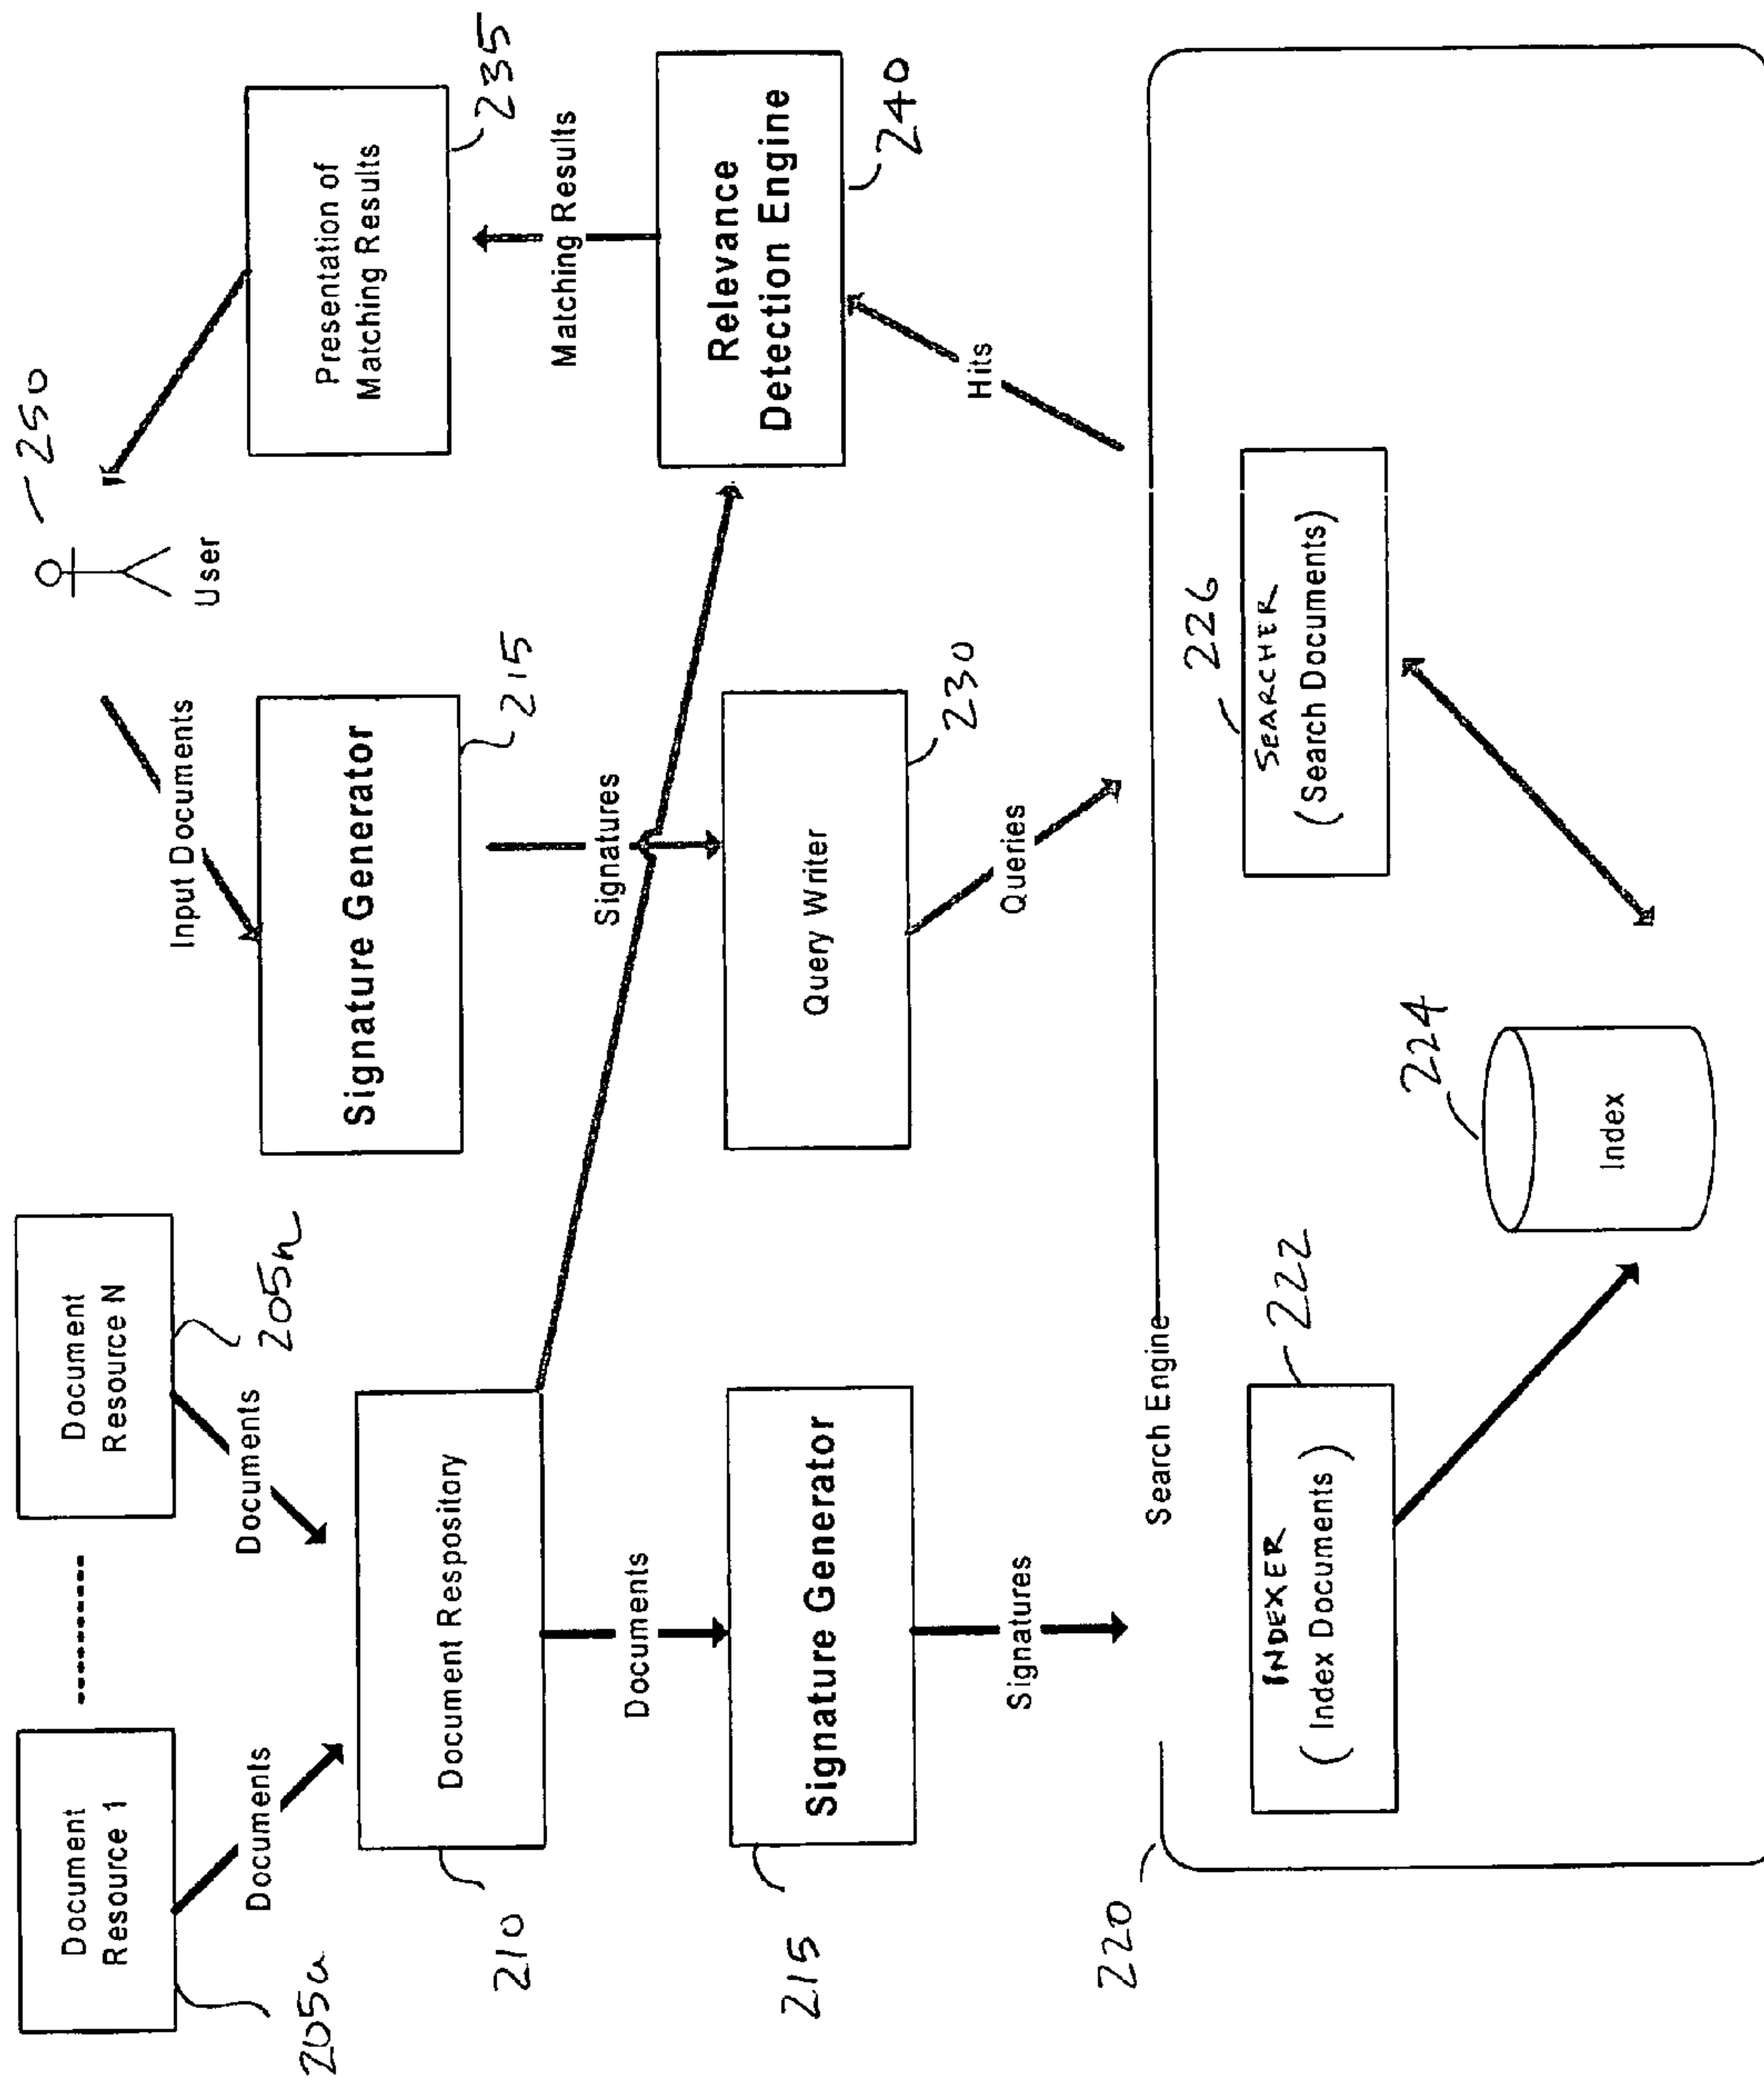 Document
Resource 1
205a
Document
Resource N
205n
Documents
Documents
Document Respository
210
Documents
Signature Generator
215
Signatures
User
250
Input Documents
Signature Generator
215
Signatures
Query Writer
230
Queries
Presentation of
Matching Results
235
Matching Results
Relevance
Detection Engine
240
Hits
Search Engine
220
INDEXER
( Index Documents )
222
Index
224
SEARCHER
( Search Documents)
226